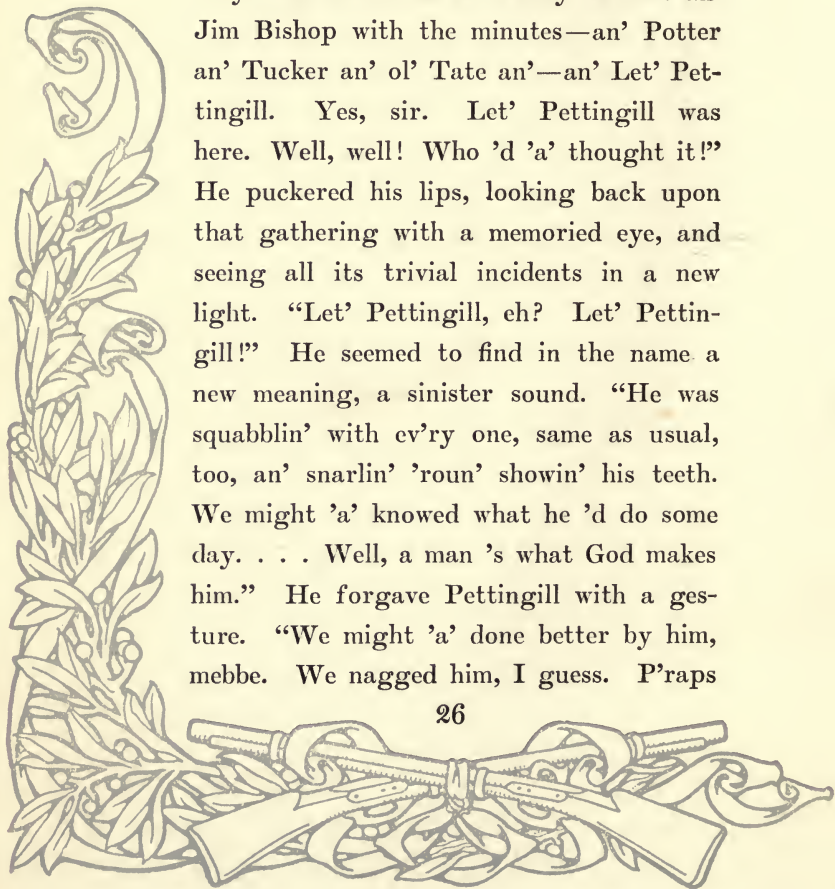 Jim Bishop with the minutes—an' Potter
an' Tucker an' ol' Tate an'—an' Let' Pet-
tingill. Yes, sir. Let' Pettingill was
here. Well, well! Who 'd 'a' thought it!”
He puckered his lips, looking back upon
that gathering with a memoried eye, and
seeing all its trivial incidents in a new
light. “Let' Pettingill, eh? Let' Pettin-
gill!” He seemed to find in the name a
new meaning, a sinister sound. “He was
squabblin' with ev'ry one, same as usual,
too, an' snarlin' 'roun' showin' his teeth.
We might 'a' knowed what he 'd do some
day. . . . Well, a man 's what God makes
him.” He forgave Pettingill with a ges-
ture. “We might 'a' done better by him,
mebbe. We nagged him, I guess. P'raps
26